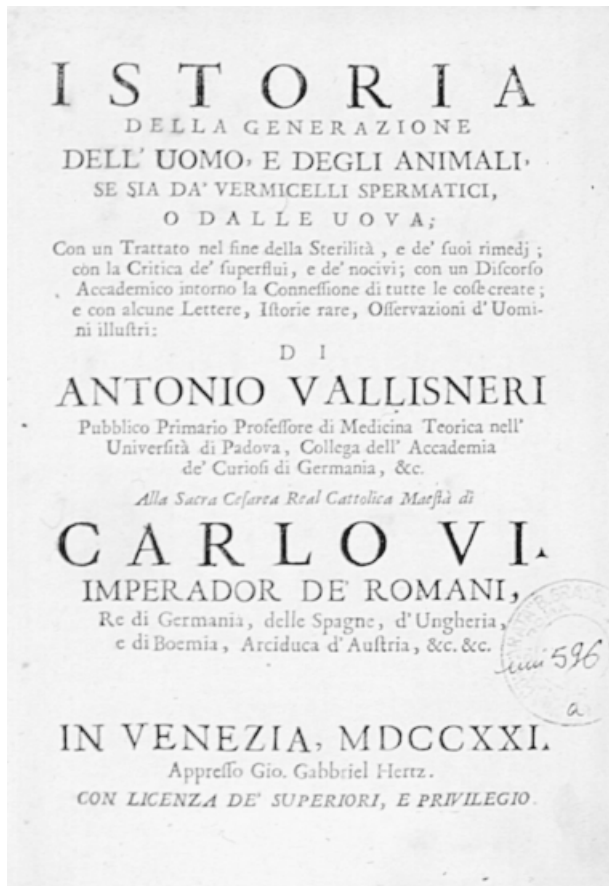 ISTORIA
DELLA GENERAZIONE
DELL' UOMO, E DEGLI ANIMALI,
SE SIA DA' VERMICELLI SPERMATICI,
O DALLE UOVA;
Con un Trattato nel fine della Sterilità, e de' suoi rimedj;
con la Critica de' superflui, e de' nocivi; con un Discorso
Accademico intorno la Connessione di tutte le cose create;
e con alcune Lettere, Istorie rare, Osservazioni d'Uomi-
ni illustri:
DI
ANTONIO VALLISNERI
Pubblico Primario Professore di Medicina Teorica nell'
Università di Padova, Collega dell' Accademia
de' Curiosi di Germania, &c.
Alla Sacra Cesarea Real Cattolica Maestà di
CARLO VI.
IMPERADOR DE' ROMANI,
Re di Germania, delle Spagne, d'Ungheria,
e di Boemia, Arciduca d'Austria, &c. &c.
596
a
IN VENEZIA, MDCCXXI.
Appresso Gio. Gabbriel Hertz.
CON LICENZA DE' SUPERIORI, E PRIVILEGIO.